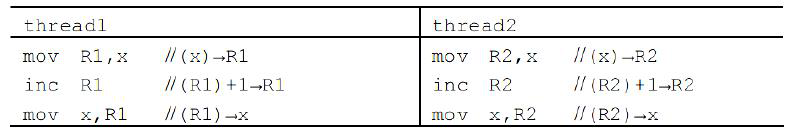 thread1 thread2
mov R1,x //(x)→R1 mov R2,x //(x)→R2
inc R1 //(R1)+1→R1 inc R2 //(R2)+1→R2
mov x,R1 //(R1)→x mov x,R2 //(R2)→x